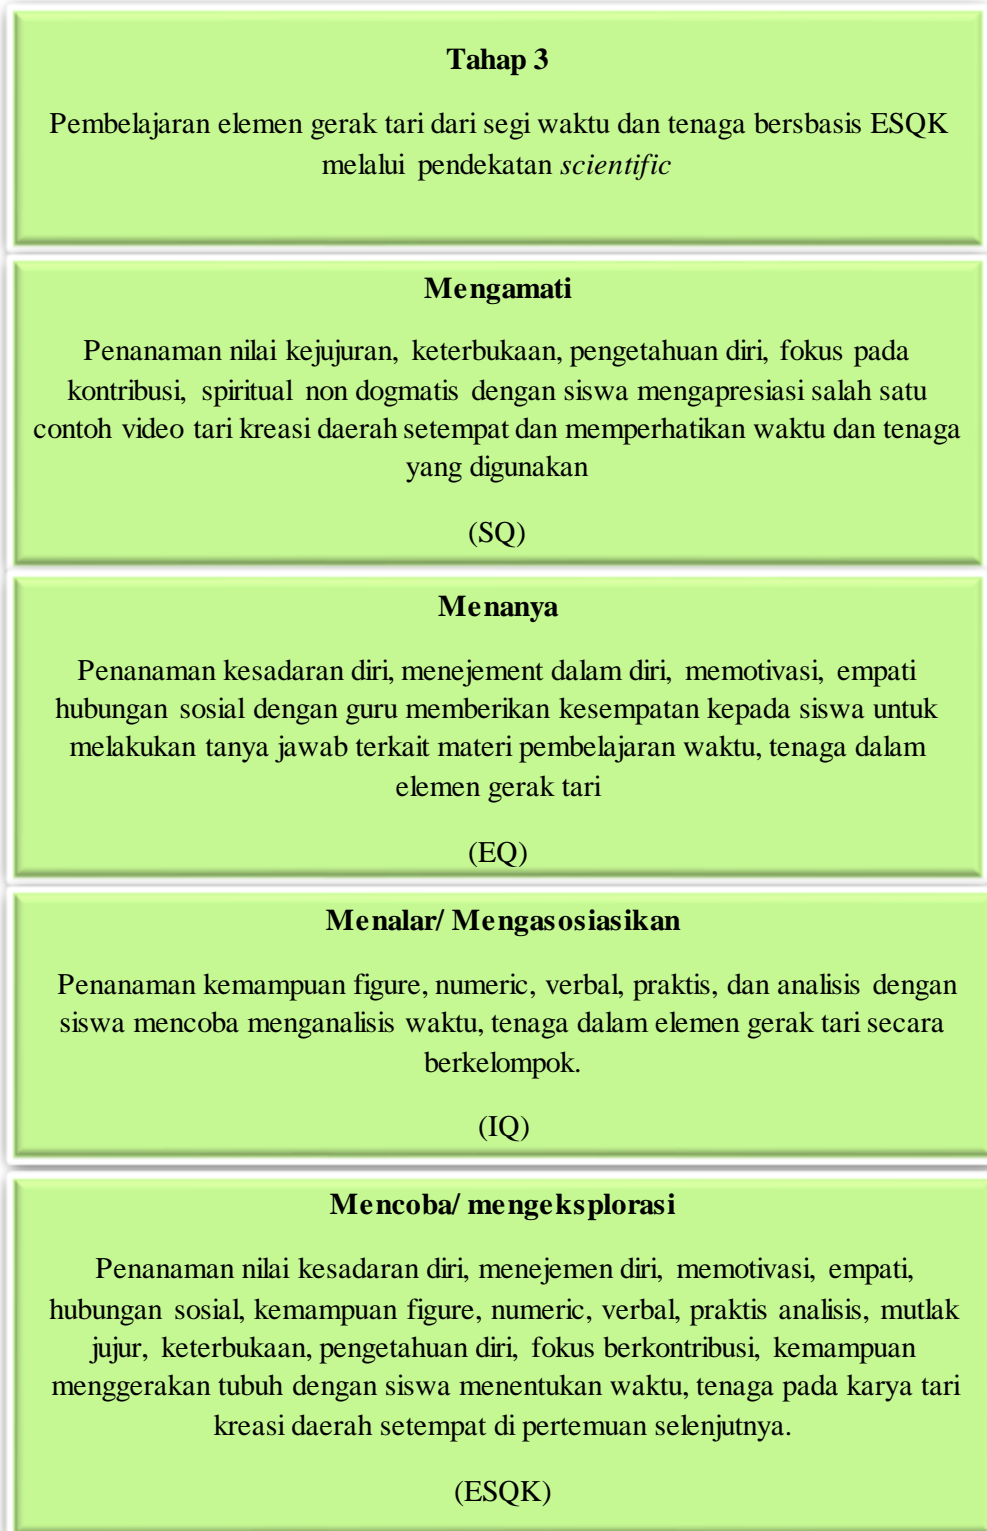 Tahap 3
Pembelajaran elemen gerak tari dari segi waktu dan tenaga bersbasis ESQK
melalui pendekatan scientific
Mengamati
Penanaman nilai kejujuran, keterbukaan, pengetahuan diri, fokus pada
kontribusi, spiritual non dogmatis dengan siswa mengapresiasi salah satu
contoh video tari kreasi daerah setempat dan memperhatikan waktu dan tenaga
yang digunakan
(SQ)
Menanya
Penanaman kesadaran diri, menejement dalam diri, memotivasi, empati
hubungan sosial dengan guru memberikan kesempatan kepada siswa untuk
melakukan tanya jawab terkait materi pembelajaran waktu, tenaga dalam
elemen gerak tari
(EQ)
Menalar/ Mengasosiasikan
Penanaman kemampuan figure, numeric, verbal, praktis, dan analisis dengan
siswa mencoba menganalisis waktu, tenaga dalam elemen gerak tari secara
berkelompok.
(IQ)
Mencoba/ mengeksplorasi
Penanaman nilai kesadaran diri, menejemen diri, memotivasi, empati,
hubungan sosial, kemampuan figure, numeric, verbal, praktis analisis, mutlak
jujur, keterbukaan, pengetahuan diri, fokus berkontribusi, kemampuan
menggerakan tubuh dengan siswa menentukan waktu, tenaga pada karya tari
kreasi daerah setempat di pertemuan selenjutnya.
(ESQK)